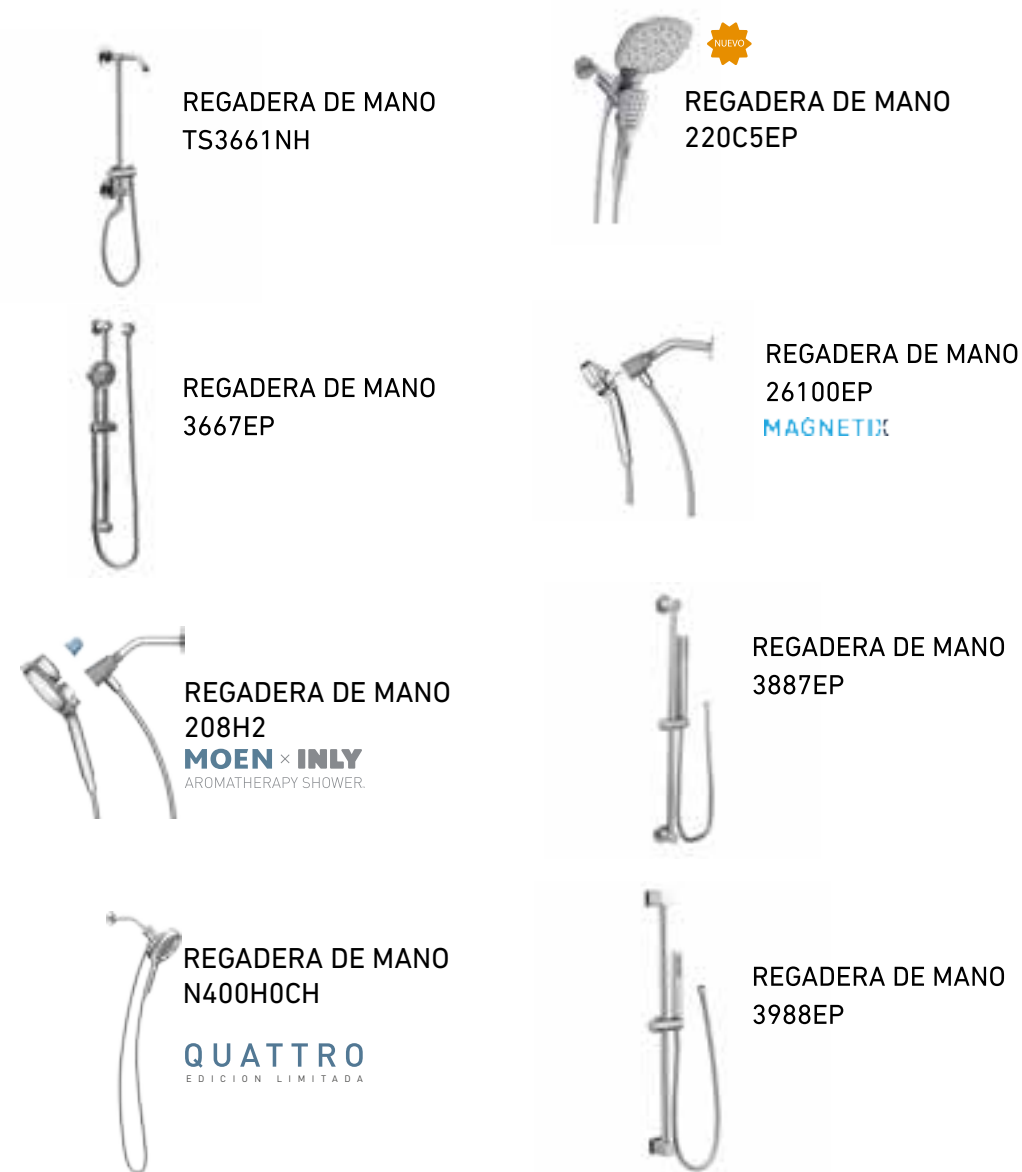 REGADERA DE MANO
TS3661NH
NUEVO
REGADERA DE MANO
220C5EP
REGADERA DE MANO
3667EP
REGADERA DE MANO
26100EP
MAGNETIX
REGADERA DE MANO
208H2
MOEN × INLY
AROMATHERAPY SHOWER.
REGADERA DE MANO
3887EP
REGADERA DE MANO
N400H0CH
QUATTRO
EDICION LIMITADA
REGADERA DE MANO
3988EP